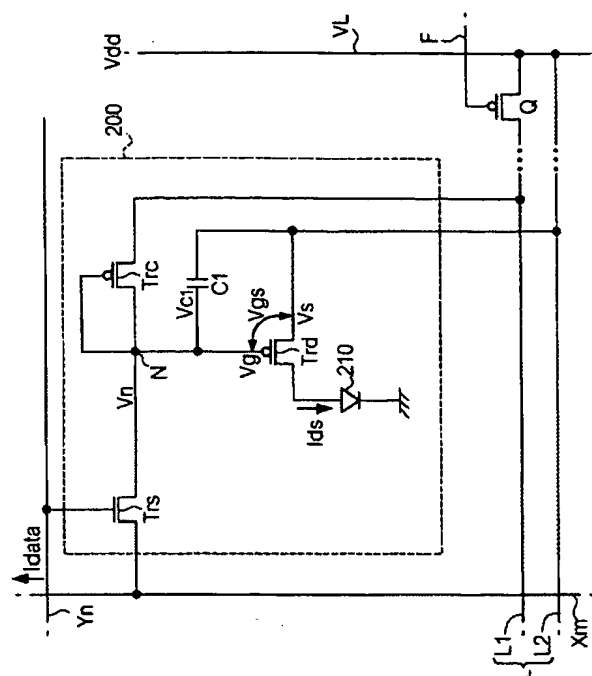 Vdd
VL
F
Q
200
Trc
Vc1
C1
Vgs
Vg
Vs
Trd
210
Ids
Vn
N
Trs
Idata
Yn
Xm
L1
L2